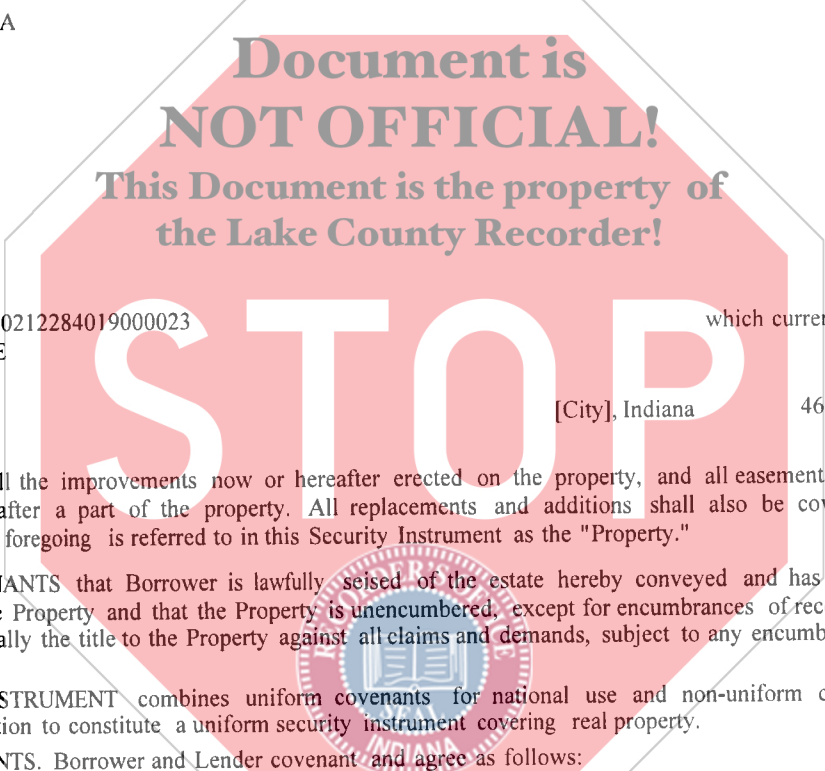 A
Document is
NOT OFFICIAL!
This Document is the property of
the Lake County Recorder!
0212284019000023 which curren
E
STOP
[City], Indiana 46
ll the improvements now or hereafter erected on the property, and all easement
after a part of the property. All replacements and additions shall also be cov
foregoing is referred to in this Security Instrument as the "Property."
NANTS that Borrower is lawfully seised of the estate hereby conveyed and has
e Property and that the Property is unencumbered, except for encumbrances of rec
ally the title to the Property against all claims and demands, subject to any encumb
STRUMENT combines uniform covenants for national use and non-uniform c
tion to constitute a uniform security instrument covering real property.
NTS. Borrower and Lender covenant and agree as follows:
SEAL
INDIANA